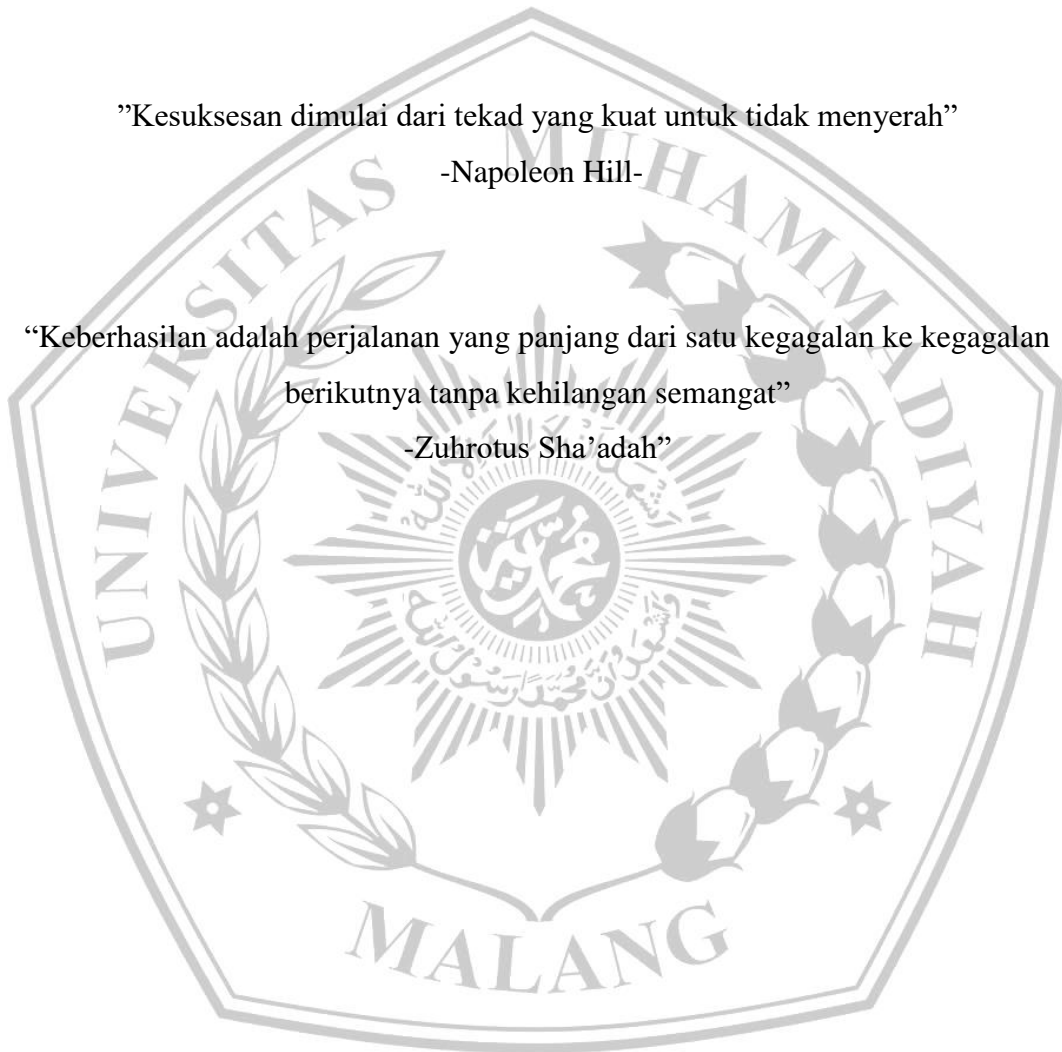 ”Kesuksesan dimulai dari tekad yang kuat untuk tidak menyerah”
-Napoleon Hill-
“Keberhasilan adalah perjalanan yang panjang dari satu kegagalan ke kegagalan
berikutnya tanpa kehilangan semangat”
-Zuhrotus Sha’adah”
UNIVERSITAS MUHAMMADIYAH
MALANG